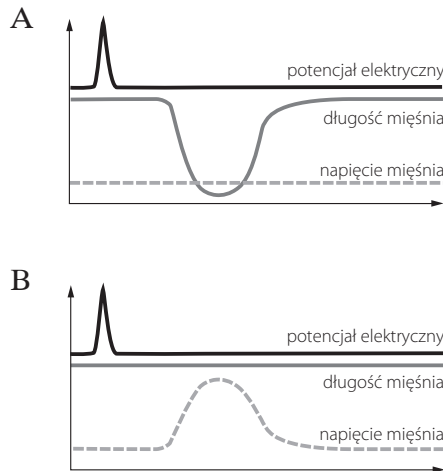 A
potencjał elektryczny
długość mięśnia
napięcie mięśnia
B
potencjał elektryczny
długość mięśnia
napięcie mięśnia